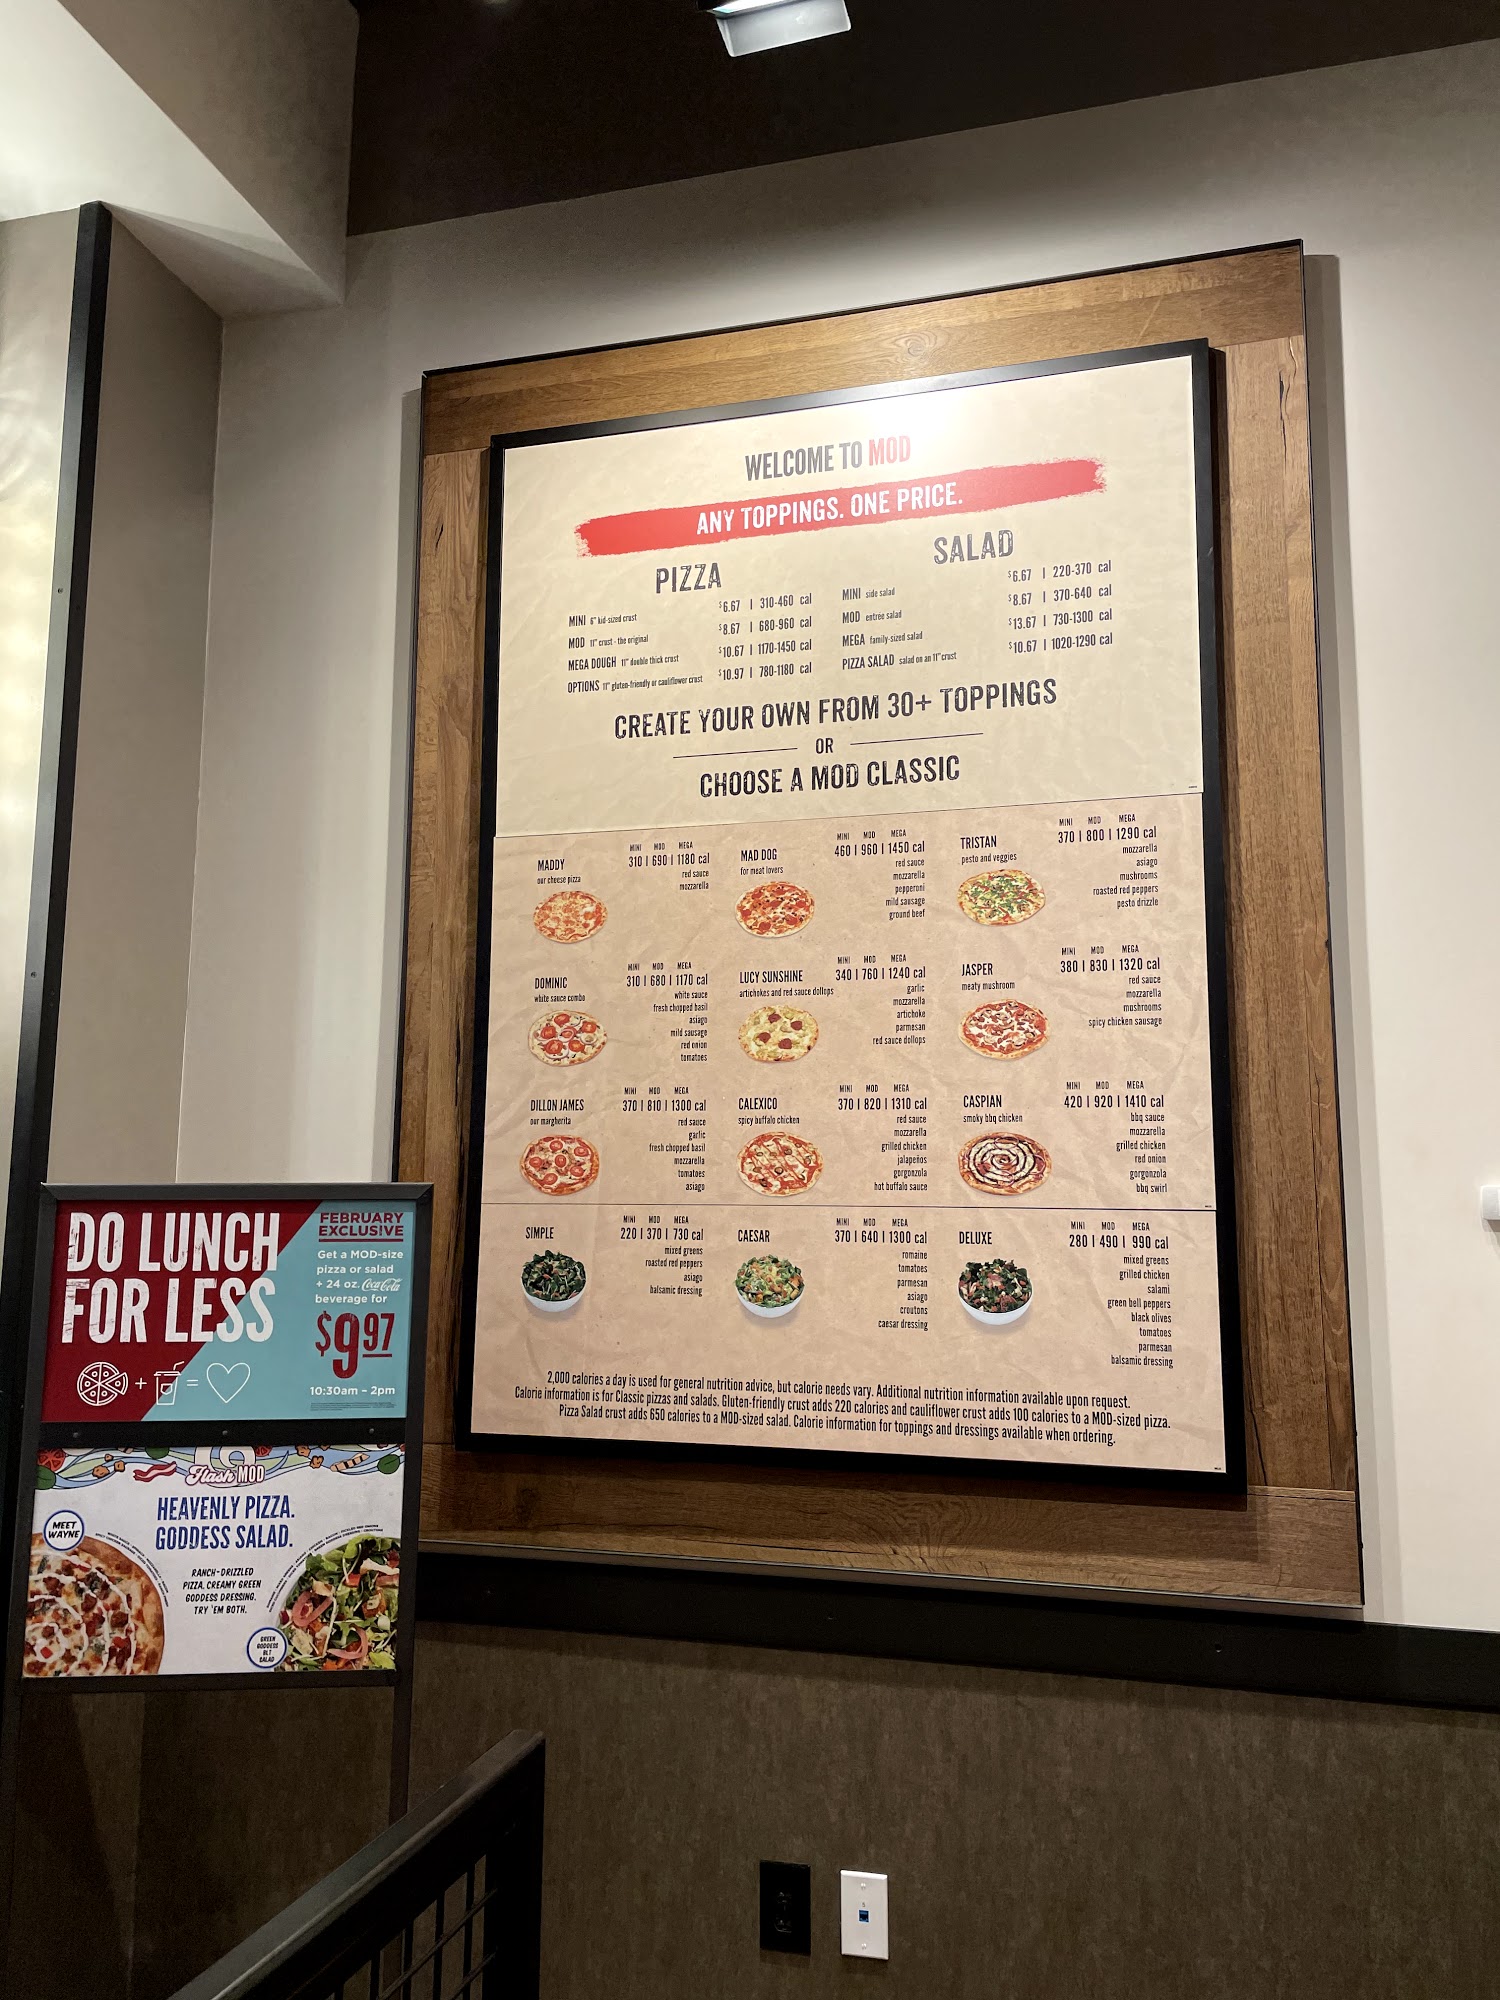 WELCOME TO MOD
ANY TOPPINGS. ONE PRICE.
PIZZA
MINI 6" kid-sized crust $6.67 | 310-460 cal
MOD 11" crust - the original $8.67 | 680-960 cal
MEGA DOUGH 11" double thick crust $10.67 | 1170-1450 cal
OPTIONS 11" gluten-friendly or cauliflower crust $10.97 | 780-1180 cal
SALAD
MINI side salad $6.67 | 220-370 cal
MOD entrée salad $8.67 | 370-640 cal
MEGA family-sized salad $13.67 | 730-1300 cal
PIZZA SALAD salad on an 11" crust $10.67 | 1020-1290 cal
CREATE YOUR OWN FROM 30+ TOPPINGS
OR
CHOOSE A MOD CLASSIC
MADDY
our cheese pizza
MINI MOD MEGA
310 | 690 | 1180 cal
red sauce
mozzarella
MAD DOG
for meat lovers
MINI MOD MEGA
460 | 960 | 1450 cal
red sauce
mozzarella
pepperoni
mild sausage
ground beef
TRISTAN
pesto and veggies
MINI MOD MEGA
370 | 800 | 1290 cal
mozzarella
asiago
mushrooms
roasted red peppers
pesto drizzle
DOMINIC
white sauce combo
MINI MOD MEGA
310 | 680 | 1170 cal
white sauce
fresh chopped basil
asiago
mild sausage
red onion
tomatoes
LUCY SUNSHINE
artichokes and red sauce dollops
MINI MOD MEGA
340 | 760 | 1240 cal
garlic
mozzarella
artichoke
parmesan
red sauce dollops
JASPER
meaty mushroom
MINI MOD MEGA
380 | 830 | 1320 cal
red sauce
mozzarella
mushrooms
spicy chicken sausage
DILLON JAMES
our margherita
MINI MOD MEGA
370 | 810 | 1300 cal
red sauce
garlic
fresh chopped basil
mozzarella
tomatoes
asiago
CALEXICO
spicy buffalo chicken
MINI MOD MEGA
370 | 820 | 1310 cal
red sauce
mozzarella
grilled chicken
jalapeños
gorgonzola
hot buffalo sauce
CASPIAN
smoky bbq chicken
MINI MOD MEGA
420 | 920 | 1410 cal
bbq sauce
mozzarella
grilled chicken
red onion
gorgonzola
bbq swirl
SIMPLE
MINI MOD MEGA
220 | 370 | 730 cal
mixed greens
roasted red peppers
asiago
balsamic dressing
CAESAR
MINI MOD MEGA
370 | 640 | 1300 cal
romaine
tomatoes
parmesan
asiago
croutons
caesar dressing
DELUXE
MINI MOD MEGA
280 | 490 | 990 cal
mixed greens
grilled chicken
salami
green bell peppers
black olives
tomatoes
parmesan
balsamic dressing
2,000 calories a day is used for general nutrition advice, but calorie needs vary. Additional nutrition information available upon request.
Calorie information is for Classic pizzas and salads. Gluten-friendly crust adds 220 calories and cauliflower crust adds 100 calories to a MOD-sized pizza.
Pizza Salad crust adds 650 calories to a MOD-sized salad. Calorie information for toppings and dressings available when ordering.
DO LUNCH
FOR LESS
FEBRUARY
EXCLUSIVE
Get a MOD-size
pizza or salad
+ 24 oz. Coca-Cola
beverage for
$9.97
10:30am - 2pm
Flash MOD
HEAVENLY PIZZA.
GODDESS SALAD.
MEET
WAYNE
RANCH-DRIZZLED
PIZZA. CREAMY GREEN
GODDESS DRESSING.
TRY 'EM BOTH.
GREEN
GODDESS
BLT
SALAD